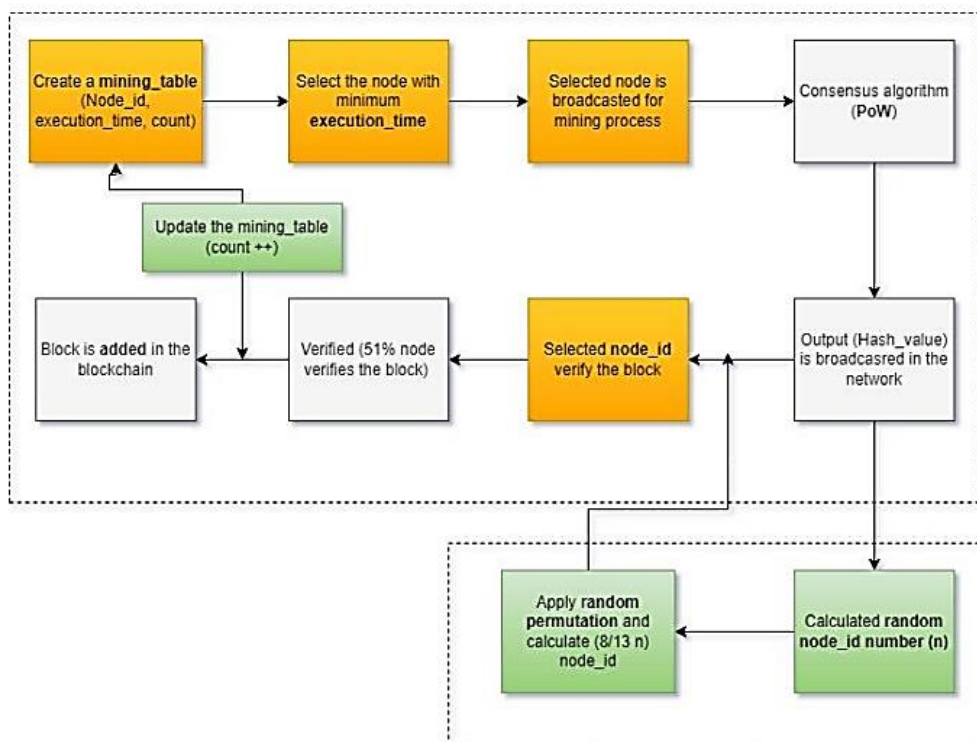 Create a mining_table
(Node_id,
execution_time, count)
Select the node with
minimum
execution_time
Selected node is
broadcasted for
mining process
Consensus algorithm
(PoW)
Update the mining_table
(count ++)
Block is added in the
blockchain
Verified (51% node
verifies the block)
Selected node_id
verify the block
Output (Hash_value)
is broadcasred in the
network
Apply random
permutation and
calculate (8/13 n)
node_id
Calculated random
node_id number (n)